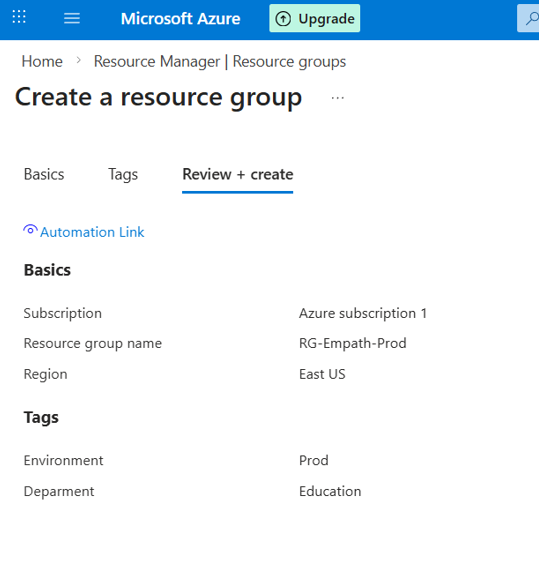 Microsoft Azure Upgrade
Home > Resource Manager | Resource groups
Create a resource group ...
Basics Tags Review + create
Automation Link
Basics
Subscription Azure subscription 1
Resource group name RG-Empath-Prod
Region East US
Tags
Environment Prod
Deparment Education